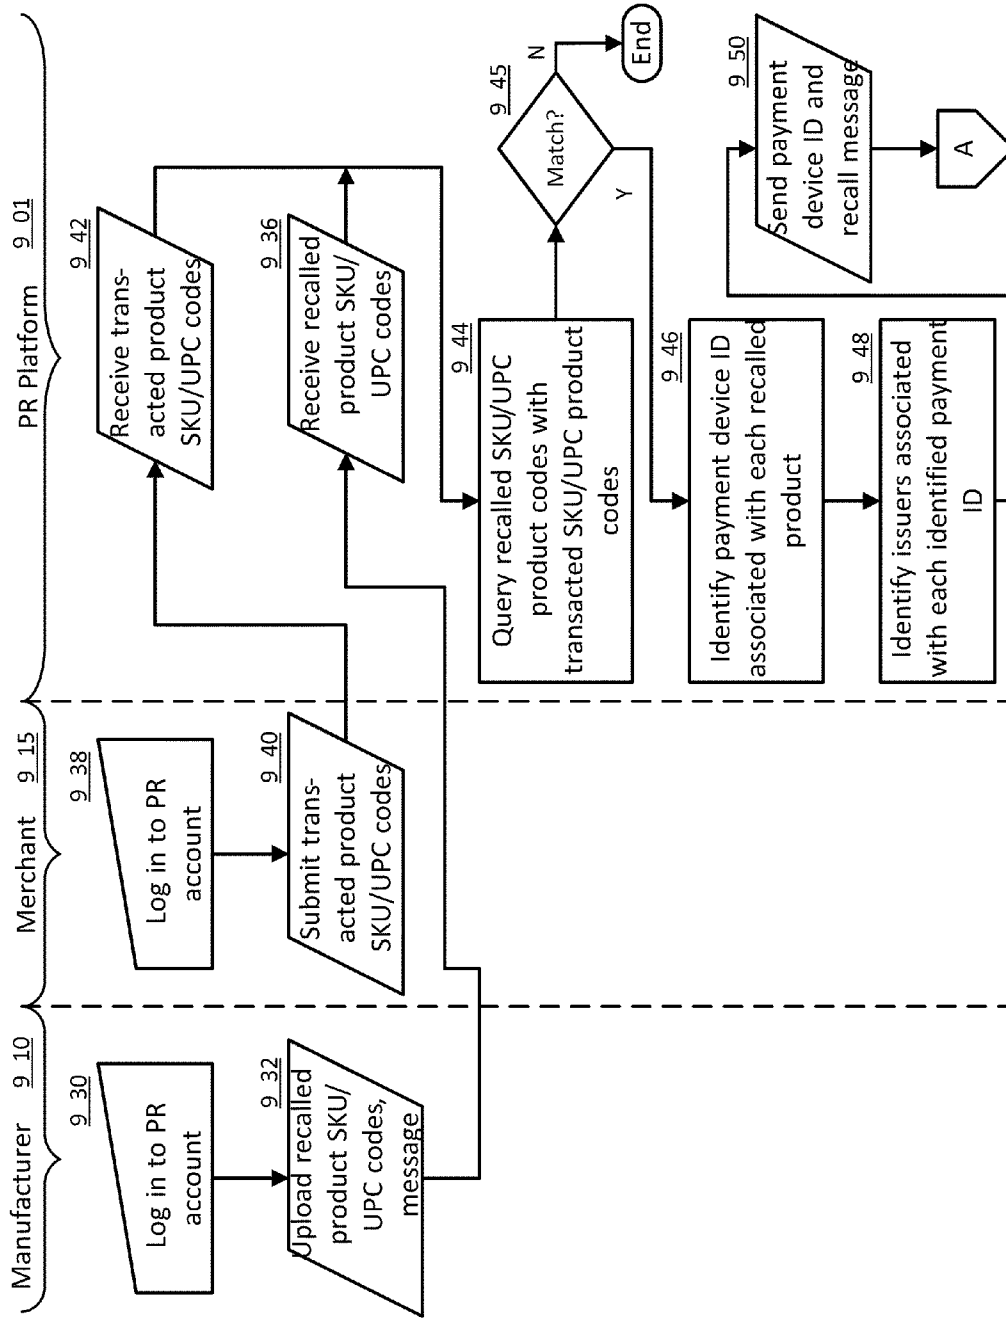 Manufacturer 9 10
9 30
Log in to PR
account
9 32
Upload recalled
product SKU/
UPC codes,
message
Merchant 9 15
9 38
Log in to PR
account
9 40
Submit trans-
acted product
SKU/UPC codes
PR Platform 9 01
9 42
Receive trans-
acted product
SKU/UPC codes
9 36
Receive recalled
product SKU/
UPC codes
9 44
Query recalled SKU/UPC
product codes with
transacted SKU/UPC product
codes
9 45
Match?
N
End
Y
9 46
Identify payment device ID
associated with each recalled
product
9 48
Identify issuers associated
with each identified payment
ID
9 50
Send payment
device ID and
recall message
A